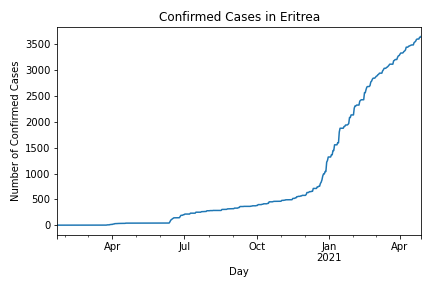 Confirmed Cases in Eritrea
Number of Confirmed Cases
3500
3000
2500
2000
1500
1000
500
0
Apr
Jul
Oct
Jan
2021
Apr
Day